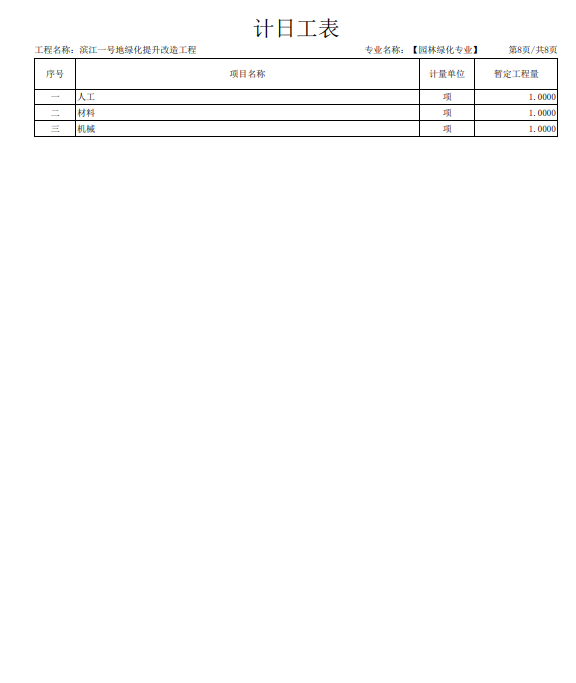 计日工表
工程名称：滨江一号地绿化提升改造工程 专业名称：【园林绿化专业】 第8页/共8页
序号 项目名称 计量单位 暂定工程量
一 人工 项 1.0000
二 材料 项 1.0000
三 机械 项 1.0000